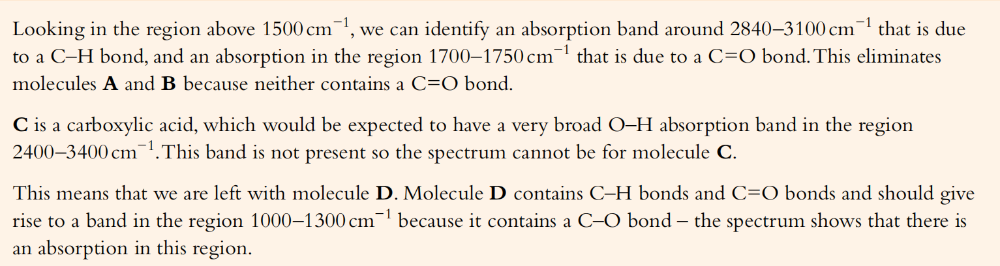 Looking in the region above 1500 cm⁻¹, we can identify an absorption band around 2840–3100 cm⁻¹ that is due
to a C–H bond, and an absorption in the region 1700–1750 cm⁻¹ that is due to a C=O bond. This eliminates
molecules A and B because neither contains a C=O bond.
C is a carboxylic acid, which would be expected to have a very broad O–H absorption band in the region
2400–3400 cm⁻¹. This band is not present so the spectrum cannot be for molecule C.
This means that we are left with molecule D. Molecule D contains C–H bonds and C=O bonds and should give
rise to a band in the region 1000–1300 cm⁻¹ because it contains a C–O bond – the spectrum shows that there is
an absorption in this region.